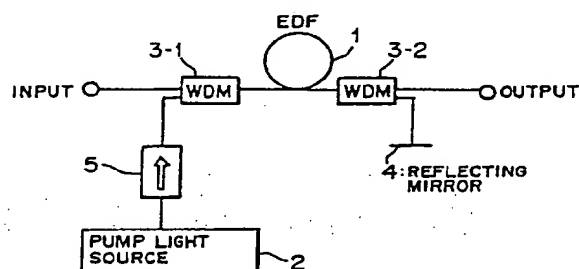 EDF
1
3-1
3-2
INPUT
WDM
WDM
OUTPUT
5
4:REFLECTING
MIRROR
PUMP LIGHT
SOURCE
2